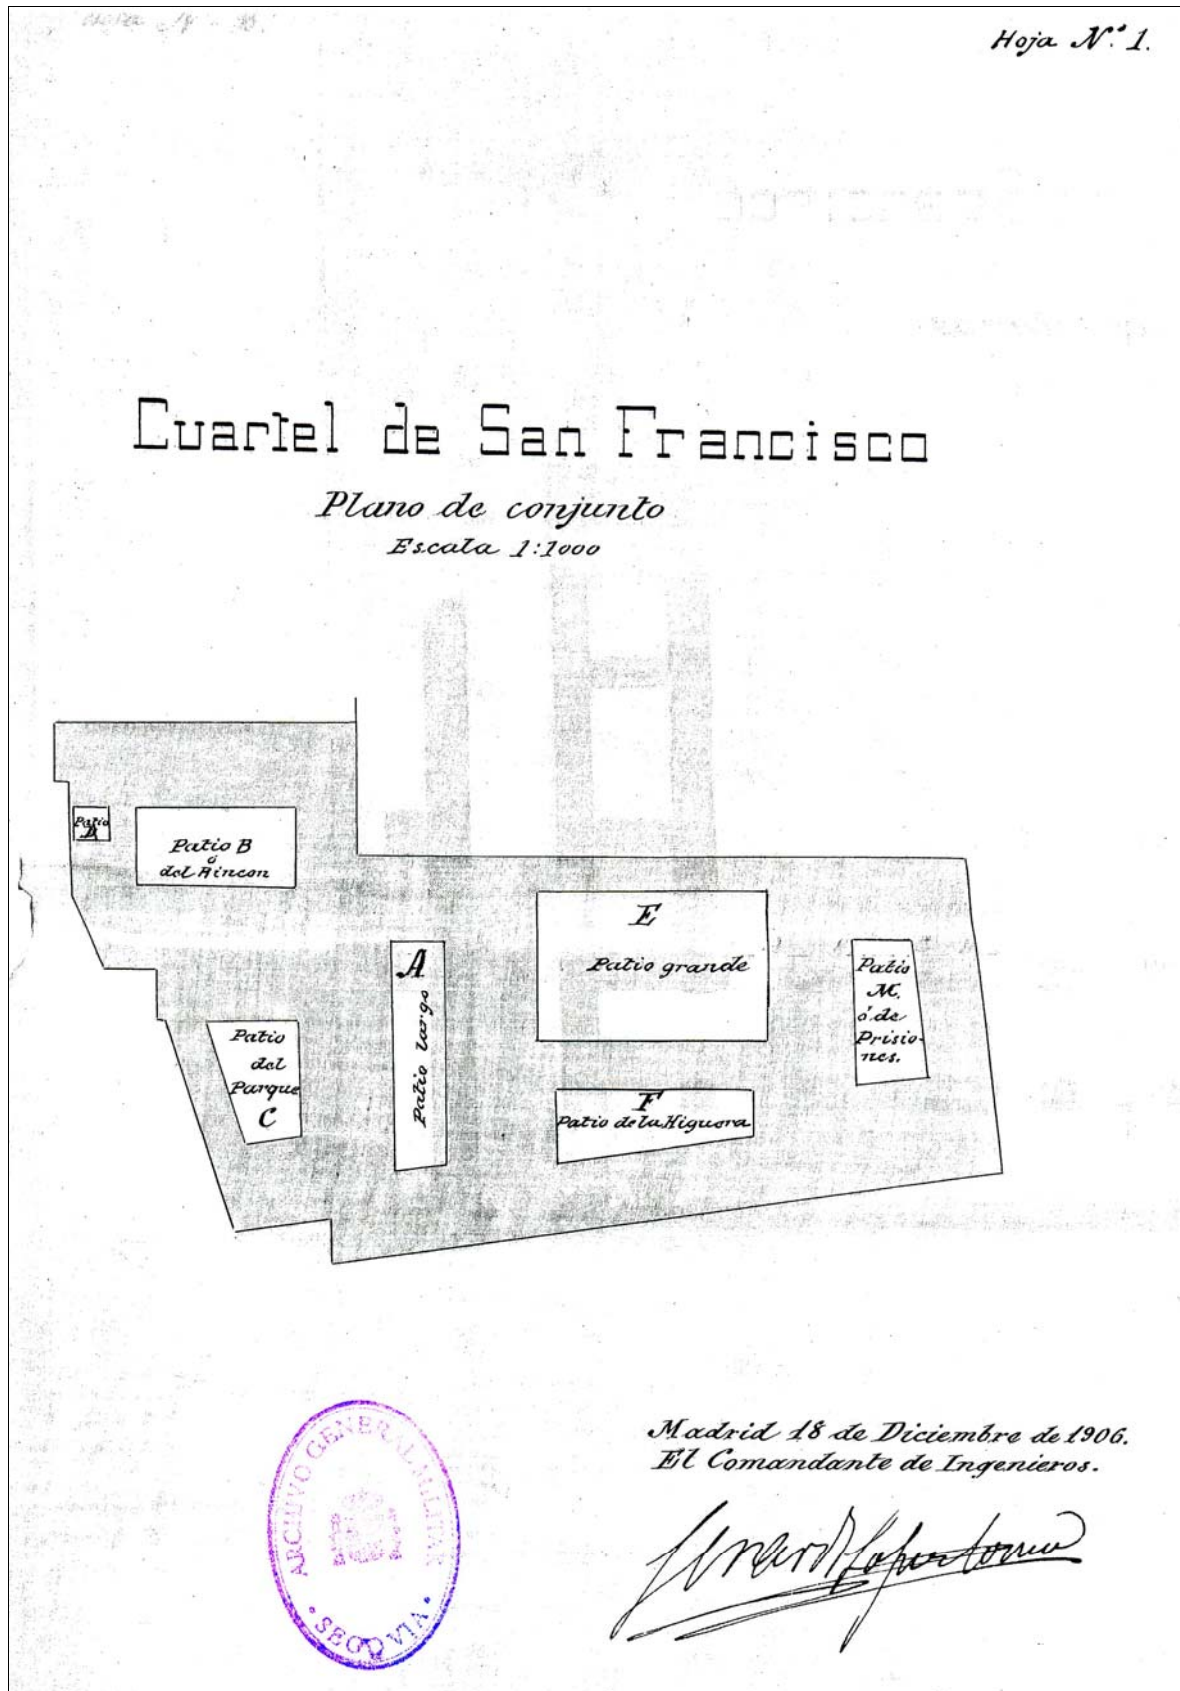 Hoja N.º 1.
Cuartel de San Francisco
Plano de conjunto
Escala 1:1000
Patio
Patio B
ó
del Rincon
A
Patio largo
E
Patio grande
Patio
M.
ó de
Prisio-
nes.
Patio
del
Parque
C
F
Patio de la Higuera
Madrid 18 de Diciembre de 1906.
El Comandante de Ingenieros.
ARCHIVO GENERAL MILITAR
· SEGOVIA ·